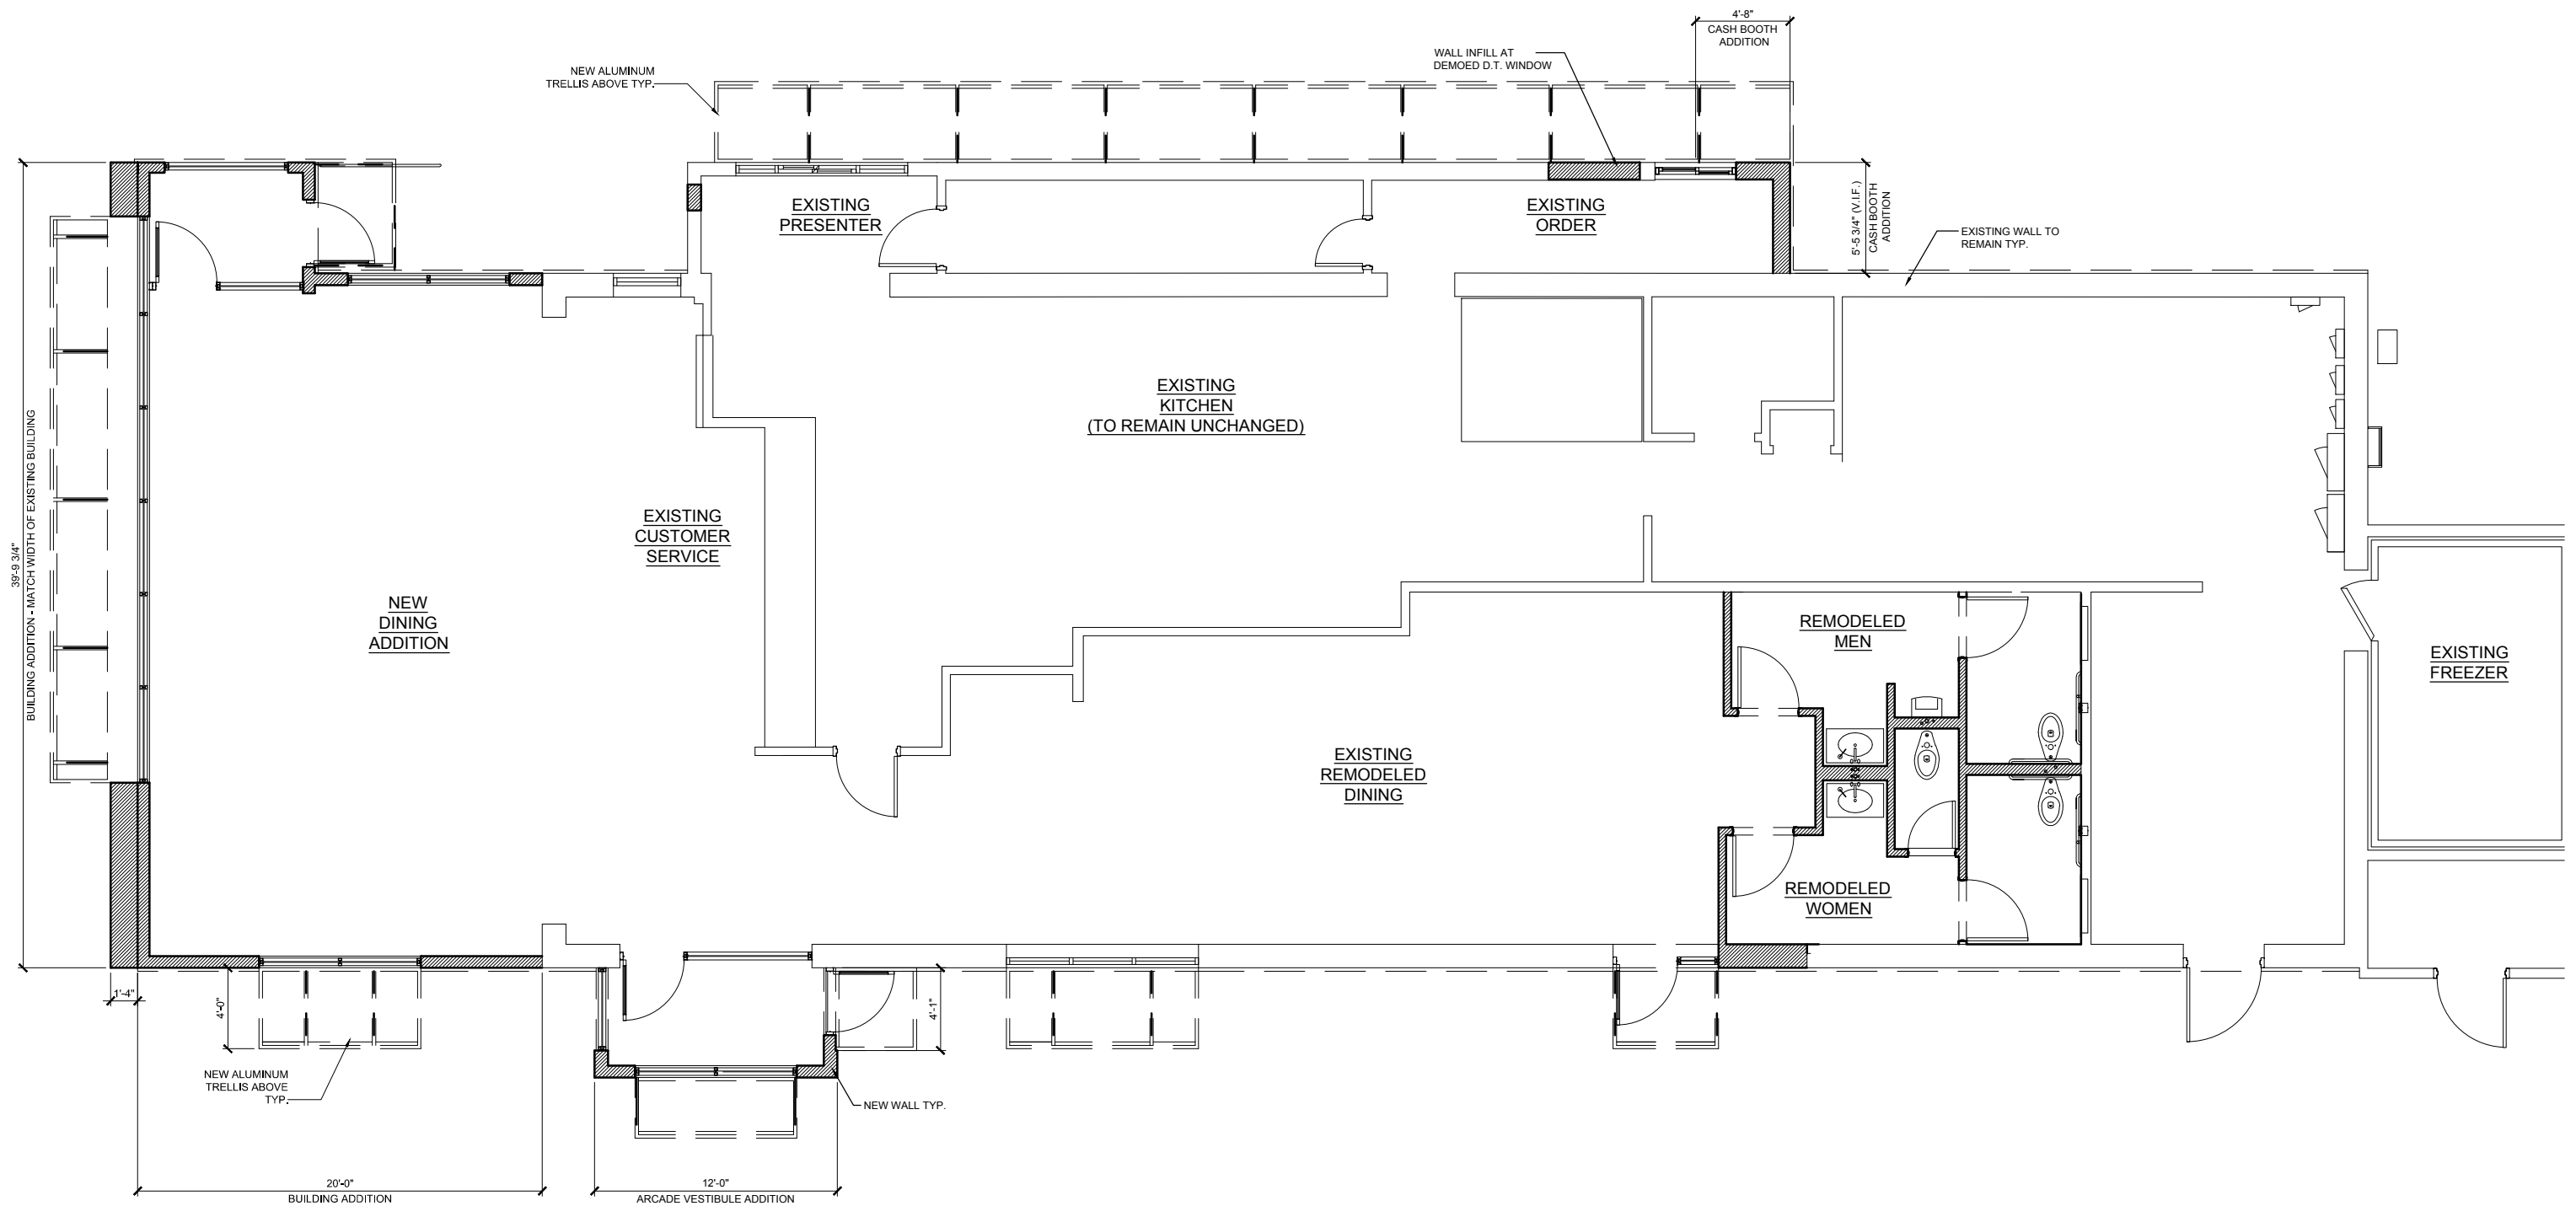 4'-8"
CASH BOOTH
ADDITION
WALL INFILL AT
DEMOED D.T. WINDOW
NEW ALUMINUM
TRELLIS ABOVE TYP.
EXISTING
PRESENTER
EXISTING
ORDER
5'-5 3/4" (V.I.F.)
CASH BOOTH
ADDITION
EXISTING WALL TO
REMAIN TYP.
EXISTING
KITCHEN
(TO REMAIN UNCHANGED)
39'-9 3/4"
BUILDING ADDITION - MATCH WIDTH OF EXISTING BUILDING
EXISTING
CUSTOMER
SERVICE
NEW
DINING
ADDITION
REMODELED
MEN
EXISTING
FREEZER
EXISTING
REMODELED
DINING
REMODELED
WOMEN
1'-4"
4'-0"
4'-1"
NEW ALUMINUM
TRELLIS ABOVE
TYP.
NEW WALL TYP.
20'-0"
BUILDING ADDITION
12'-0"
ARCADE VESTIBULE ADDITION